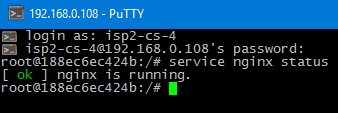 192.168.0.108 - PuTTY
login as: isp2-cs-4
isp2-cs-4@192.168.0.108's password:
root@188ec6ec424b:/# service nginx status
[ ok ] nginx is running.
root@188ec6ec424b:/#